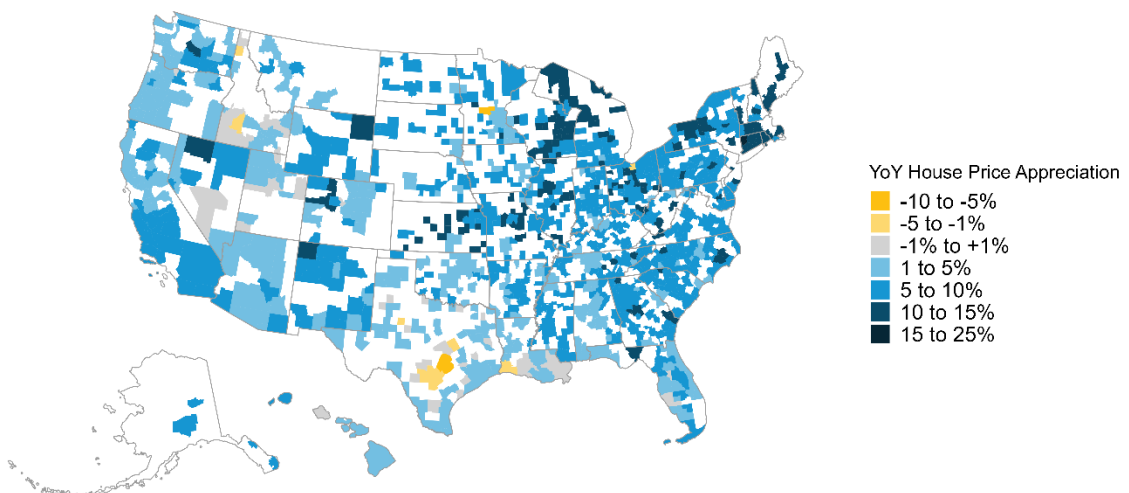 YoY House Price Appreciation
-10 to -5%
-5 to -1%
-1% to +1%
1 to 5%
5 to 10%
10 to 15%
15 to 25%